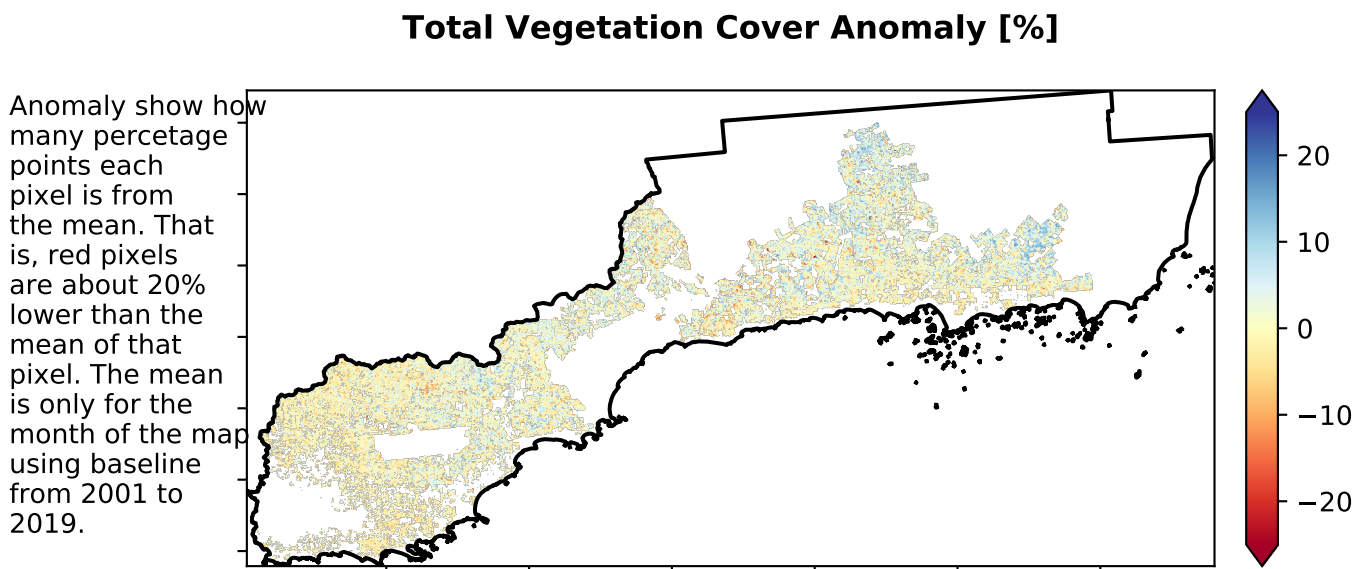 Total Vegetation Cover Anomaly [%]
Anomaly show how
many percetage
points each
pixel is from
the mean. That
is, red pixels
are about 20%
lower than the
mean of that
pixel. The mean
is only for the
month of the map
using baseline
from 2001 to
2019.
20
10
0
−10
−20